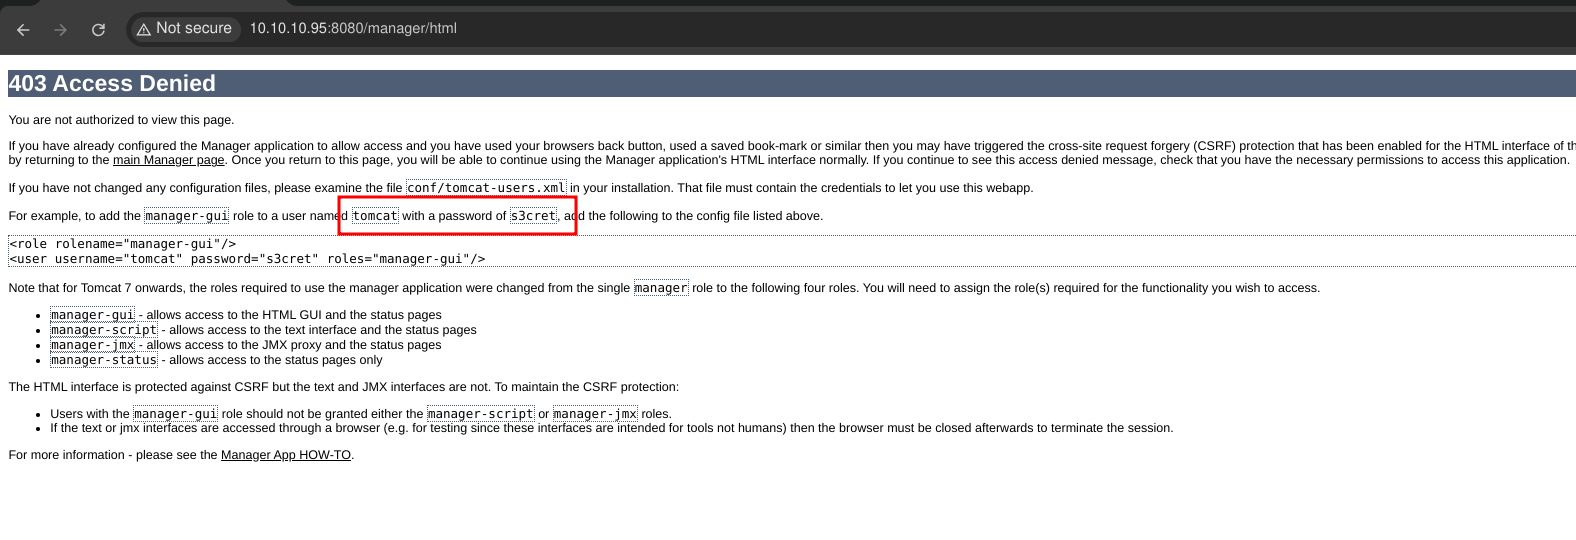 Not secure 10.10.10.95:8080/manager/html
403 Access Denied
You are not authorized to view this page.
If you have already configured the Manager application to allow access and you have used your browsers back button, used a saved book-mark or similar then you may have triggered the cross-site request forgery (CSRF) protection that has been enabled for the HTML interface of th
by returning to the main Manager page. Once you return to this page, you will be able to continue using the Manager application's HTML interface normally. If you continue to see this access denied message, check that you have the necessary permissions to access this application.
If you have not changed any configuration files, please examine the file conf/tomcat-users.xml in your installation. That file must contain the credentials to let you use this webapp.
For example, to add the manager-gui role to a user named tomcat with a password of s3cret, add the following to the config file listed above.
<role rolename="manager-gui"/>
<user username="tomcat" password="s3cret" roles="manager-gui"/>
Note that for Tomcat 7 onwards, the roles required to use the manager application were changed from the single manager role to the following four roles. You will need to assign the role(s) required for the functionality you wish to access.
• manager-gui - allows access to the HTML GUI and the status pages
• manager-script - allows access to the text interface and the status pages
• manager-jmx - allows access to the JMX proxy and the status pages
• manager-status - allows access to the status pages only
The HTML interface is protected against CSRF but the text and JMX interfaces are not. To maintain the CSRF protection:
• Users with the manager-gui role should not be granted either the manager-script or manager-jmx roles.
• If the text or jmx interfaces are accessed through a browser (e.g. for testing since these interfaces are intended for tools not humans) then the browser must be closed afterwards to terminate the session.
For more information - please see the Manager App HOW-TO.